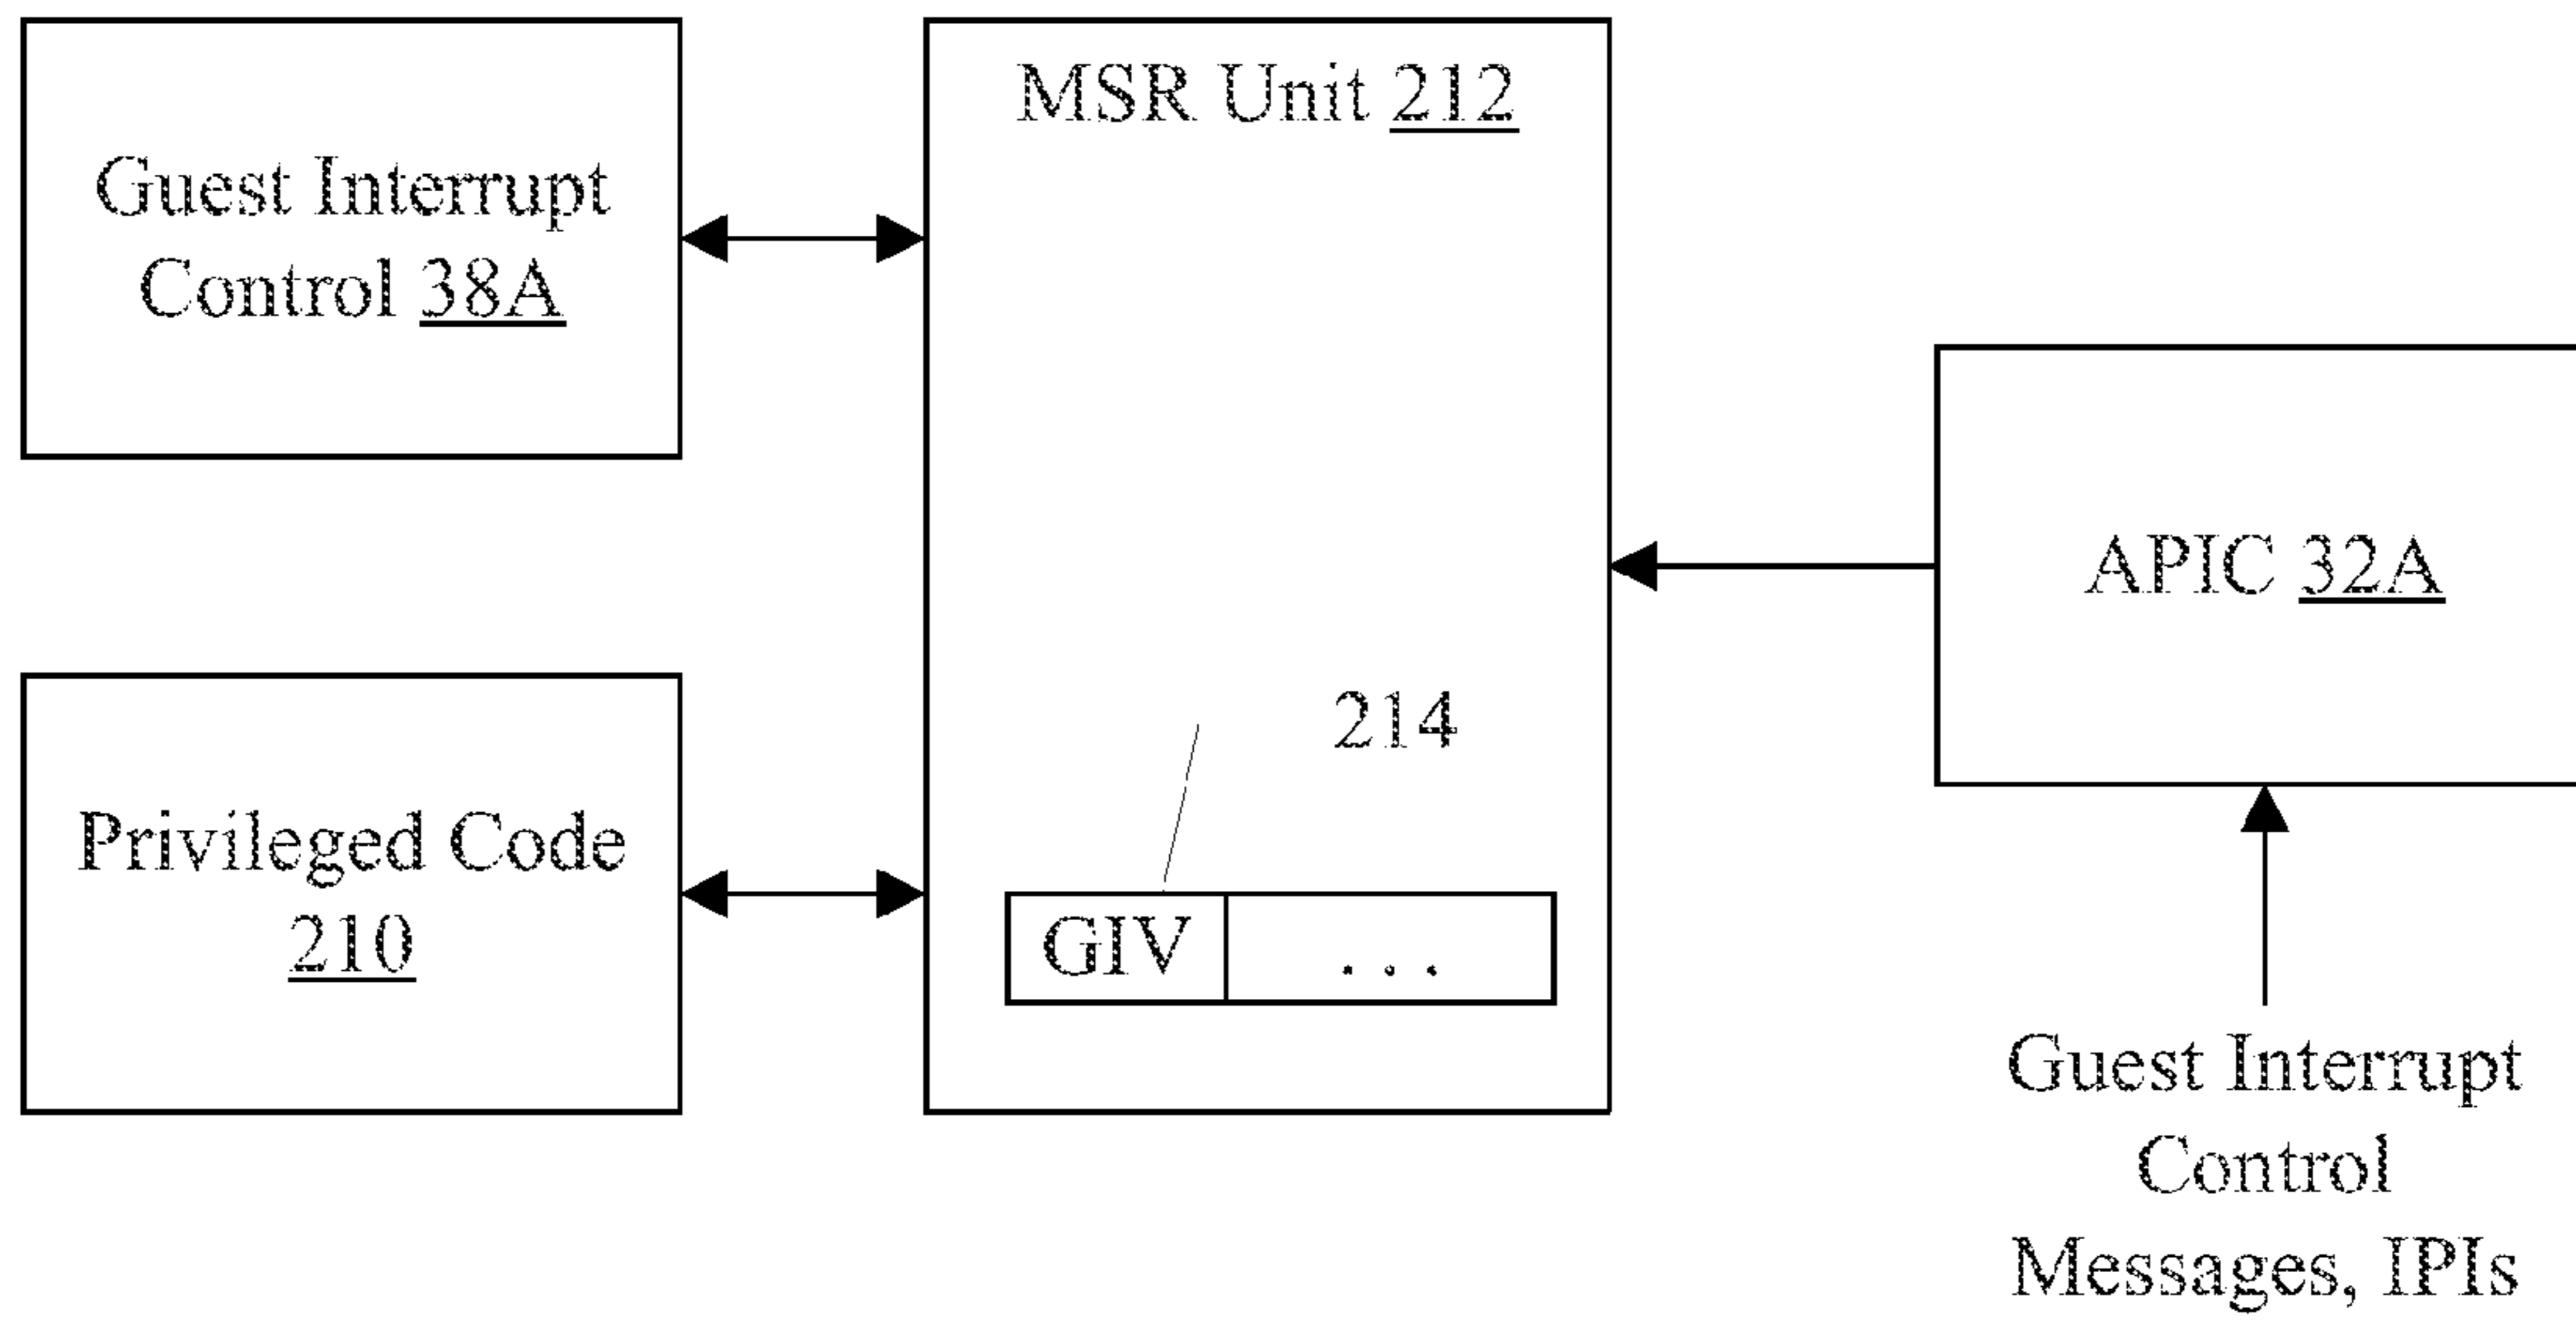 Guest Interrupt
Control 38A
MSR Unit 212
APIC 32A
214
Privileged Code
210
GIV
. . .
Guest Interrupt
Control
Messages, IPIs